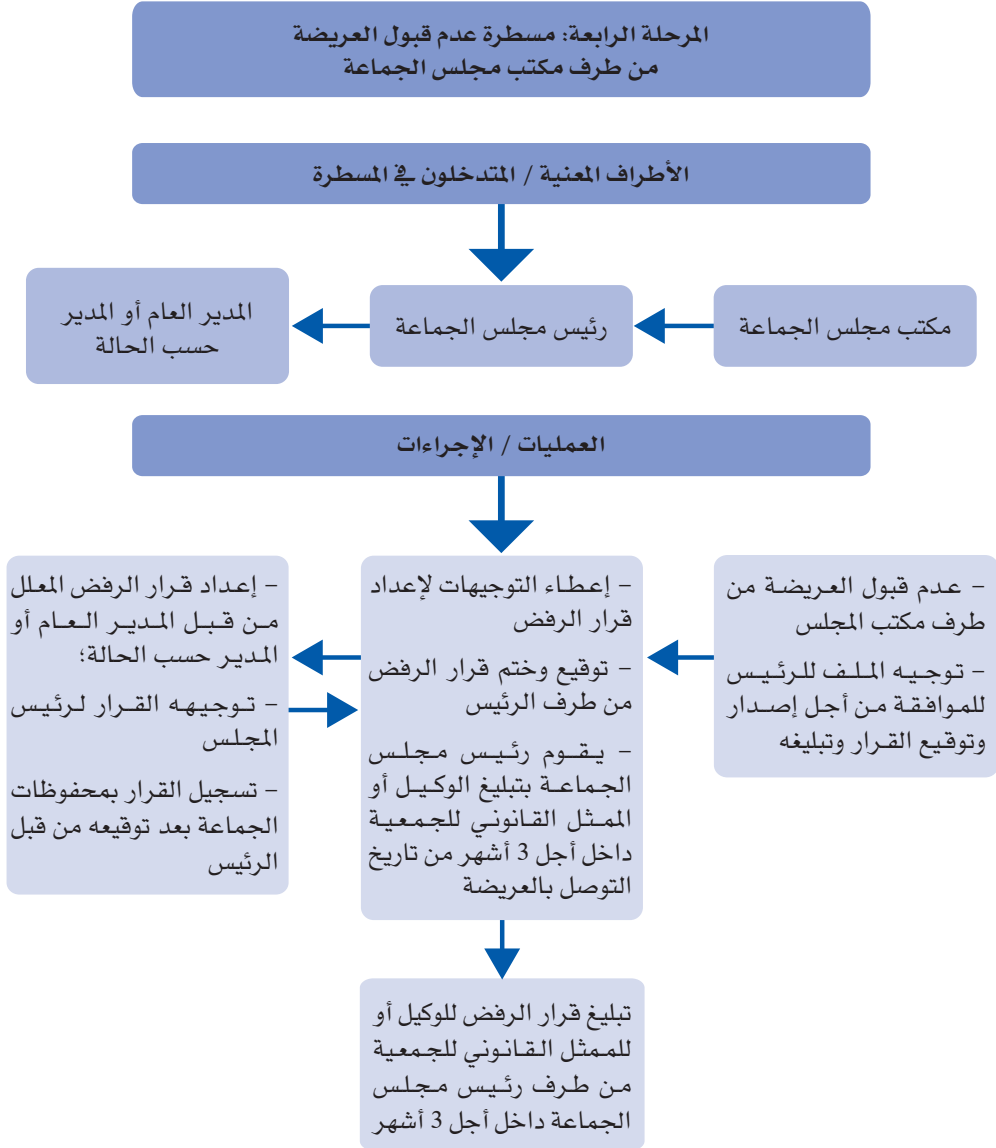 المرحلة الرابعة: مسطرة عدم قبول العريضة
من طرف مكتب مجلس الجماعة
الأطراف المعنية / المتدخلون في المسطرة
مكتب مجلس الجماعة
رئيس مجلس الجماعة
المدير العام أو المدير
حسب الحالة
العمليات / الإجراءات
– عدم قبول العريضة من
طرف مكتب المجلس
– توجيه الملف للرئيس
للموافقة من أجل إصدار
وتوقيع القرار وتبليغه
– إعطاء التوجيهات لإعداد
قرار الرفض
– توقيع وختم قرار الرفض
من طرف الرئيس
– يقوم رئيس مجلس
الجماعة بتبليغ الوكيل أو
الممثل القانوني للجمعية
داخل أجل 3 أشهر من تاريخ
التوصل بالعريضة
– إعداد قرار الرفض المعلل
من قبل المدير العام أو
المدير حسب الحالة؛
– توجيهه القرار لرئيس
المجلس
– تسجيل القرار بمحفوظات
الجماعة بعد توقيعه من قبل
الرئيس
تبليغ قرار الرفض للوكيل أو
للممثل القانوني للجمعية
من طرف رئيس مجلس
الجماعة داخل أجل 3 أشهر